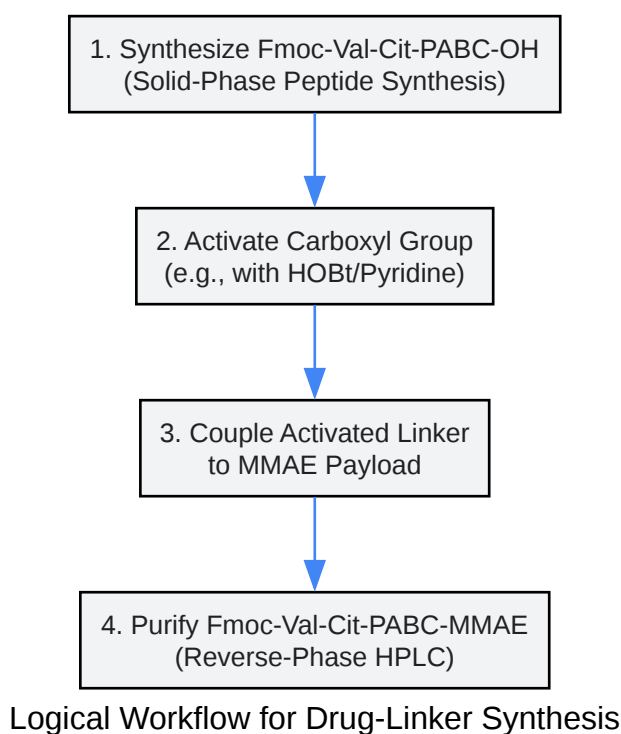 1. Synthesize Fmoc-Val-Cit-PABC-OH
(Solid-Phase Peptide Synthesis)
2. Activate Carboxyl Group
(e.g., with HOBt/Pyridine)
3. Couple Activated Linker
to MMAE Payload
4. Purify Fmoc-Val-Cit-PABC-MMAE
(Reverse-Phase HPLC)
Logical Workflow for Drug-Linker Synthesis